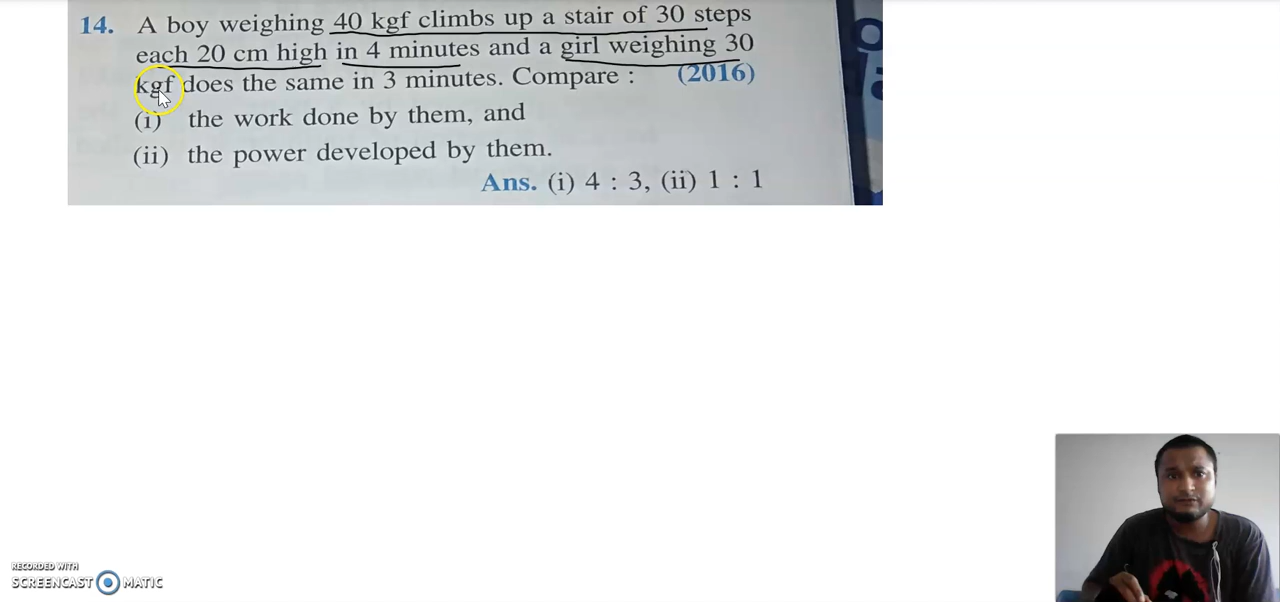 14. A boy weighing 40 kgf climbs up a stair of 30 steps
each 20 cm high in 4 minutes and a girl weighing 30
kgf does the same in 3 minutes. Compare : (2016)
(i) the work done by them, and
(ii) the power developed by them.
Ans. (i) 4 : 3, (ii) 1 : 1
RECORDED WITH
SCREENCAST MATIC